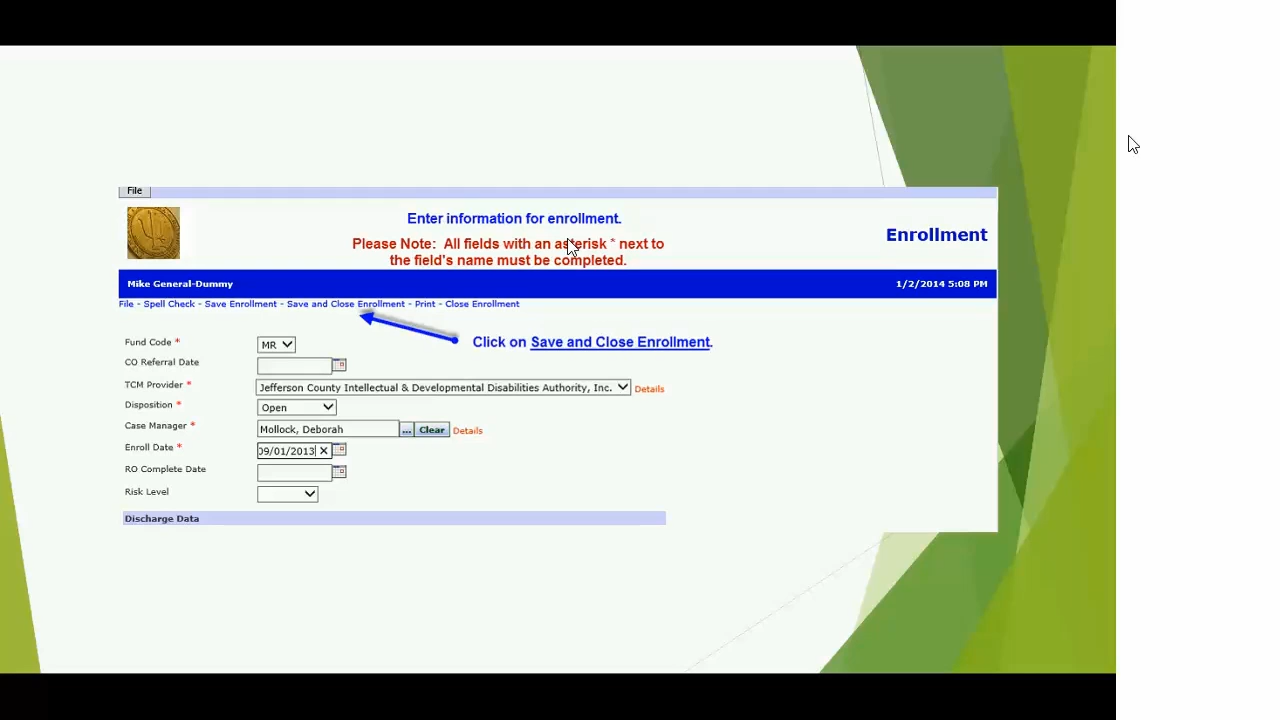 File
Enter information for enrollment.
Please Note: All fields with an asterisk * next to
the field's name must be completed.
Enrollment
Mike General-Dummy 1/2/2014 5:08 PM
File - Spell Check - Save Enrollment - Save and Close Enrollment - Print - Close Enrollment
Click on Save and Close Enrollment.
Fund Code * MR
CO Referral Date
TCM Provider * Jefferson County Intellectual & Developmental Disabilities Authority, Inc. Details
Disposition * Open
Case Manager * Mollock, Deborah ... Clear Details
Enroll Date * 09/01/2013 X
RO Complete Date
Risk Level
Discharge Data